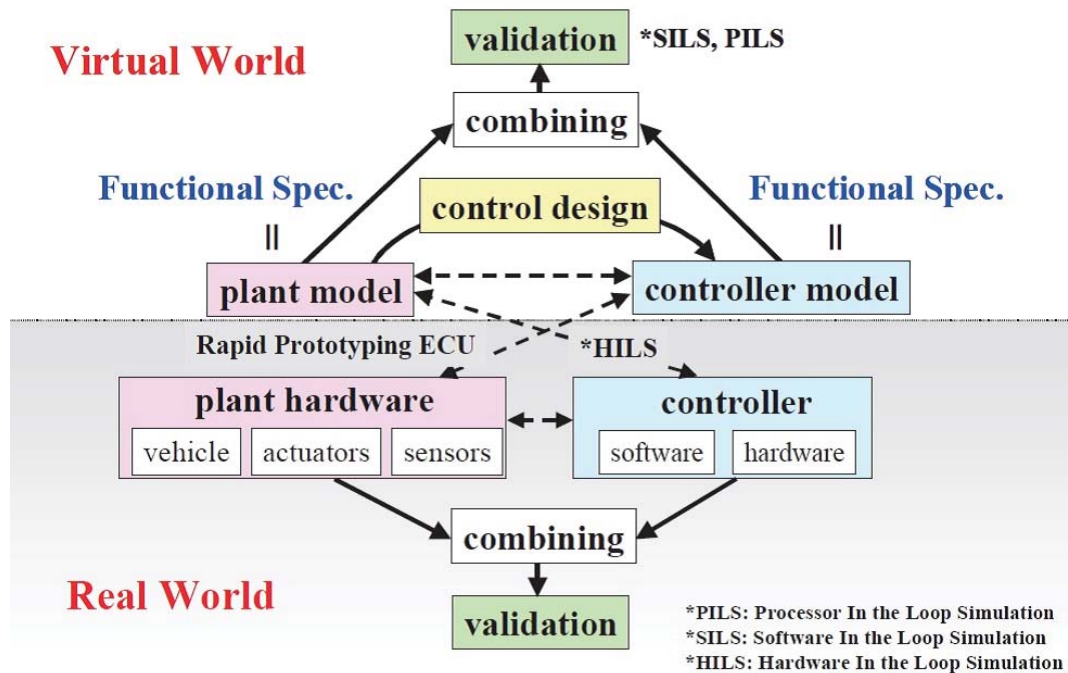 validation
*SILS, PILS
Virtual World
combining
Functional Spec.
Functional Spec.
control design
||
||
plant model
controller model
Rapid Prototyping ECU
*HILS
plant hardware
controller
vehicle
actuators
sensors
software
hardware
combining
Real World
validation
*PILS: Processor In the Loop Simulation
*SILS: Software In the Loop Simulation
*HILS: Hardware In the Loop Simulation